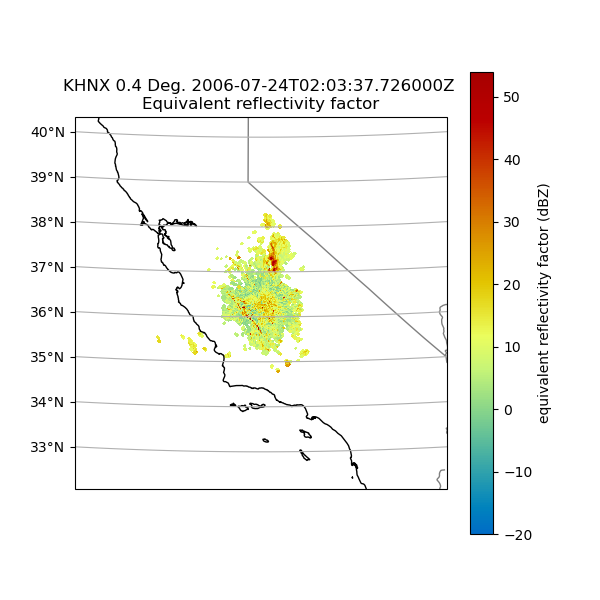 KHNX 0.4 Deg. 2006-07-24T02:03:37.726000Z
Equivalent reflectivity factor
40°N
39°N
38°N
37°N
36°N
35°N
34°N
33°N
50
40
30
20
10
0
−10
−20
equivalent reflectivity factor (dBZ)